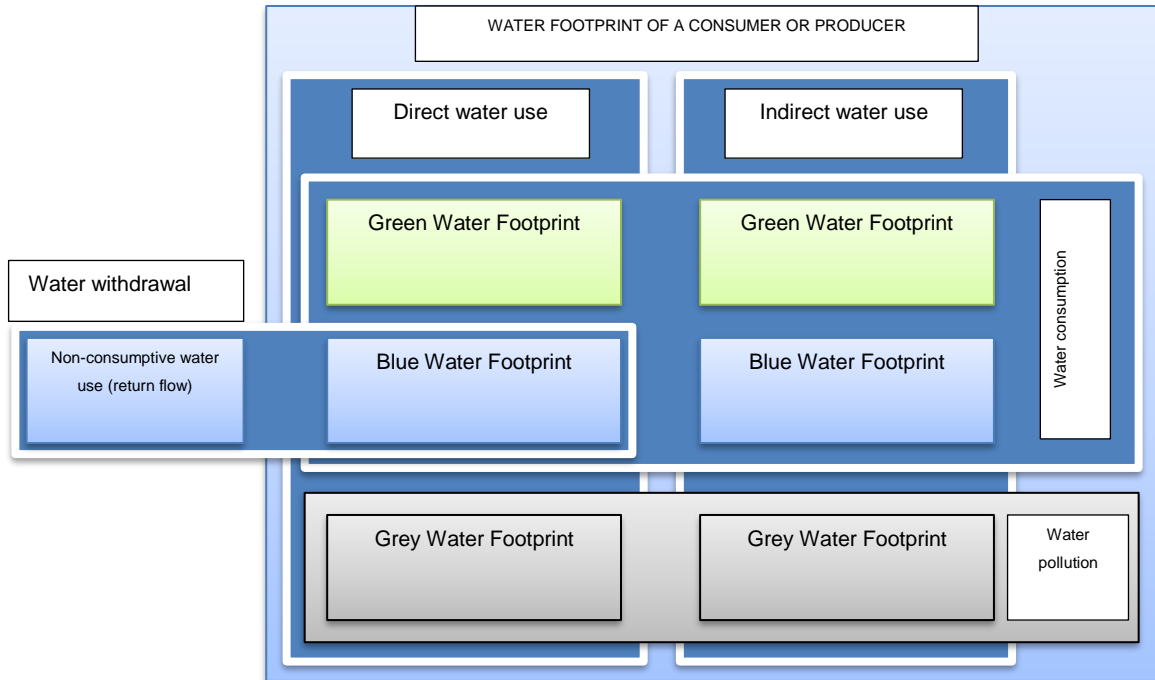 WATER FOOTPRINT OF A CONSUMER OR PRODUCER
Direct water use
Indirect water use
Green Water Footprint
Green Water Footprint
Water consumption
Water withdrawal
Non-consumptive water
use (return flow)
Blue Water Footprint
Blue Water Footprint
Grey Water Footprint
Grey Water Footprint
Water
pollution